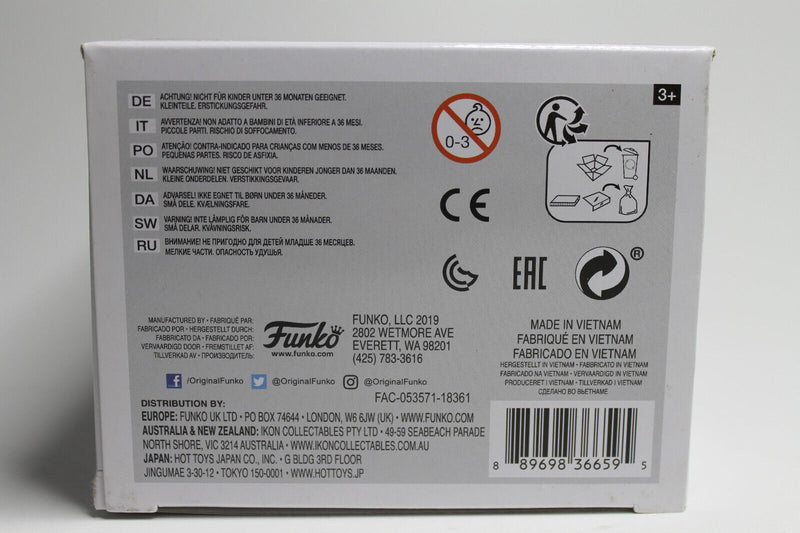 DE ACHTUNG! NICHT FÜR KINDER UNTER 36 MONATEN GEEIGNET.
KLEINTEILE. ERSTICKUNGSGEFAHR.
IT AVVERTENZA! NON ADATTO A BAMBINI DI ETÀ INFERIORE A 36 MESI.
PICCOLE PARTI. RISCHIO DI SOFFOCAMENTO.
PO ATENÇÃO! CONTRA-INDICADO PARA CRIANÇAS COM MENOS DE 36 MESES.
PEQUENAS PARTES. RISCO DE ASFIXIA.
NL WAARSCHUWING! NIET GESCHIKT VOOR KINDEREN JONGER DAN 36 MAANDEN.
KLEINE ONDERDELEN. VERSTIKKINGSGEVAAR.
DA ADVARSEL! IKKE EGNET TIL BØRN UNDER 36 MÅNEDER.
SMÅ DELE. KVÆLNINGSFARE.
SW VARNING! INTE LÄMPLIG FÖR BARN UNDER 36 MÅNADER.
SMÅ DELAR. KVÄVNINGSRISK.
RU ВНИМАНИЕ! НЕ ПРИГОДНО ДЛЯ ДЕТЕЙ МЛАДШЕ 36 МЕСЯЦЕВ.
МЕЛКИЕ ЧАСТИ. ОПАСНОСТЬ УДУШЬЯ.
0-3
3+
CE
EAC
®
MANUFACTURED BY • FABRIQUÉ PAR:
FABRICADO POR • HERGESTELLT DURCH:
FABBRICATO DA • FABRICADO POR:
VERVAARDIGD DOOR • FREMSTILLET AF:
TILLVERKAD AV • ПРОИЗВОДИТЕЛЬ:
Funko
www.funko.com
FUNKO, LLC 2019
2802 WETMORE AVE
EVERETT, WA 98201
(425) 783-3616
MADE IN VIETNAM
FABRIQUÉ EN VIETNAM
FABRICADO EN VIETNAM
HERGESTELLT IN VIETNAM • FABBRICATO IN VIETNAM
FABRICADO NA VIETNAM • VERVAARDIGD IN VIETNAM
PRODUCERET I VIETNAM • TILLVERKAD I VIETNAM
СДЕЛАНО ВО ВЬЕТНАМЕ
/OriginalFunko @OriginalFunko @OriginalFunko
FAC-053571-18361
DISTRIBUTION BY:
EUROPE: FUNKO UK LTD • PO BOX 74644 • LONDON, W6 6JW (UK) • WWW.FUNKO.COM
AUSTRALIA & NEW ZEALAND: IKON COLLECTABLES PTY LTD • 49-59 SEABEACH PARADE
NORTH SHORE, VIC 3214 AUSTRALIA • WWW.IKONCOLLECTABLES.COM.AU
JAPAN: HOT TOYS JAPAN CO., INC. • G BLDG 3RD FLOOR
JINGUMAE 3-30-12 • TOKYO 150-0001 • WWW.HOTTOYS.JP
8 89698 36659 5